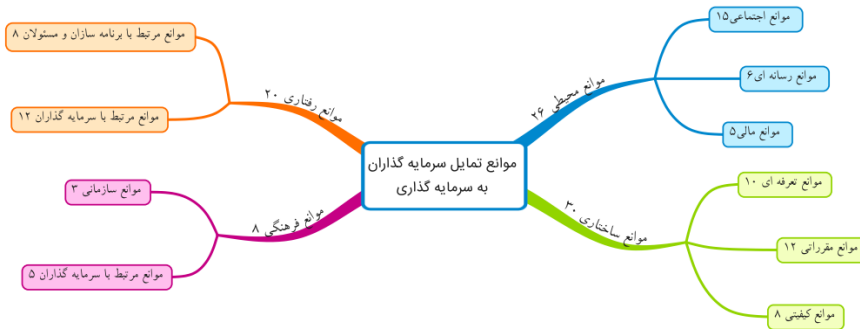 موانع تمایل سرمایه گذاران
به سرمایه گذاری
موانع محیطی ۲۶
موانع اجتماعی۱۵
موانع رسانه ای۶
موانع مالی۵
موانع ساختاری ۳۰
موانع تعرفه ای ۱۰
موانع مقرراتی ۱۲
موانع کیفیتی ۸
موانع رفتاری ۲۰
موانع مرتبط با برنامه سازان و مسئولان ۸
موانع مرتبط با سرمایه گذاران ۱۲
موانع فرهنگی ۸
موانع سازمانی ۳
موانع مرتبط با سرمایه گذاران ۵